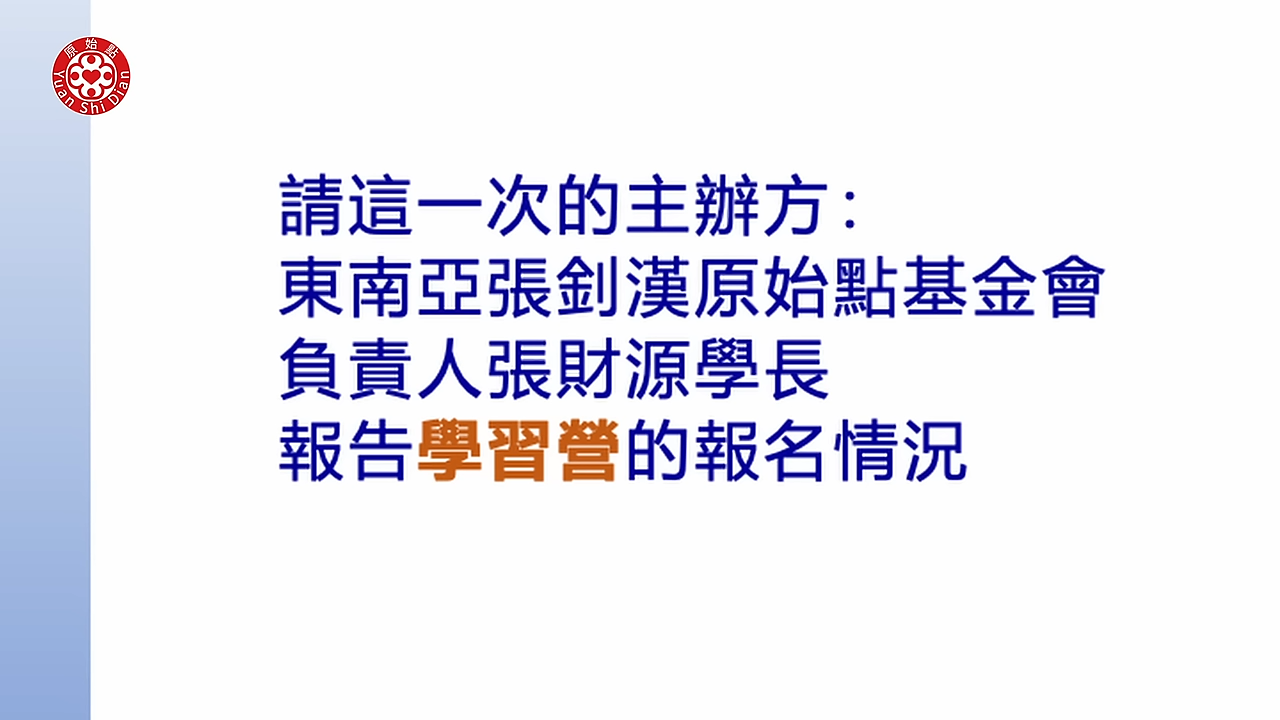 原始點
Yuan Shi Dian
請這一次的主辦方：
東南亞張釗漢原始點基金會
負責人張財源學長
報告學習營的報名情況